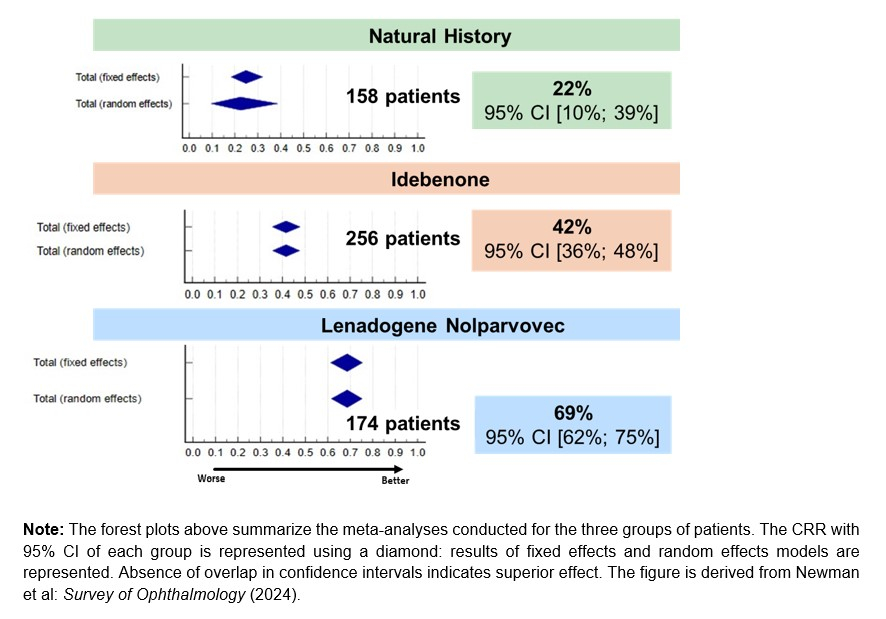 Natural History
Total (fixed effects)
Total (random effects)
158 patients
22%
95% CI [10%; 39%]
0.0 0.1 0.2 0.3 0.4 0.5 0.6 0.7 0.8 0.9 1.0
Idebenone
Total (fixed effects)
Total (random effects)
256 patients
42%
95% CI [36%; 48%]
0.0 0.1 0.2 0.3 0.4 0.5 0.6 0.7 0.8 0.9 1.0
Lenadogene Nolparvovec
Total (fixed effects)
Total (random effects)
174 patients
69%
95% CI [62%; 75%]
0.0 0.1 0.2 0.3 0.4 0.5 0.6 0.7 0.8 0.9 1.0
Worse
Better
Note: The forest plots above summarize the meta-analyses conducted for the three groups of patients. The CRR with
95% CI of each group is represented using a diamond: results of fixed effects and random effects models are
represented. Absence of overlap in confidence intervals indicates superior effect. The figure is derived from Newman
et al: Survey of Ophthalmology (2024).